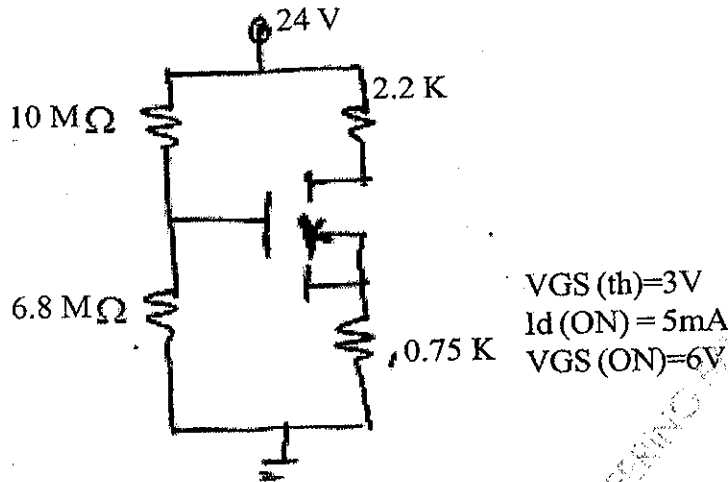 24 V
2.2 K
10 MΩ
6.8 MΩ
0.75 K
VGS (th)=3V
Id (ON) = 5mA
VGS (ON)=6V